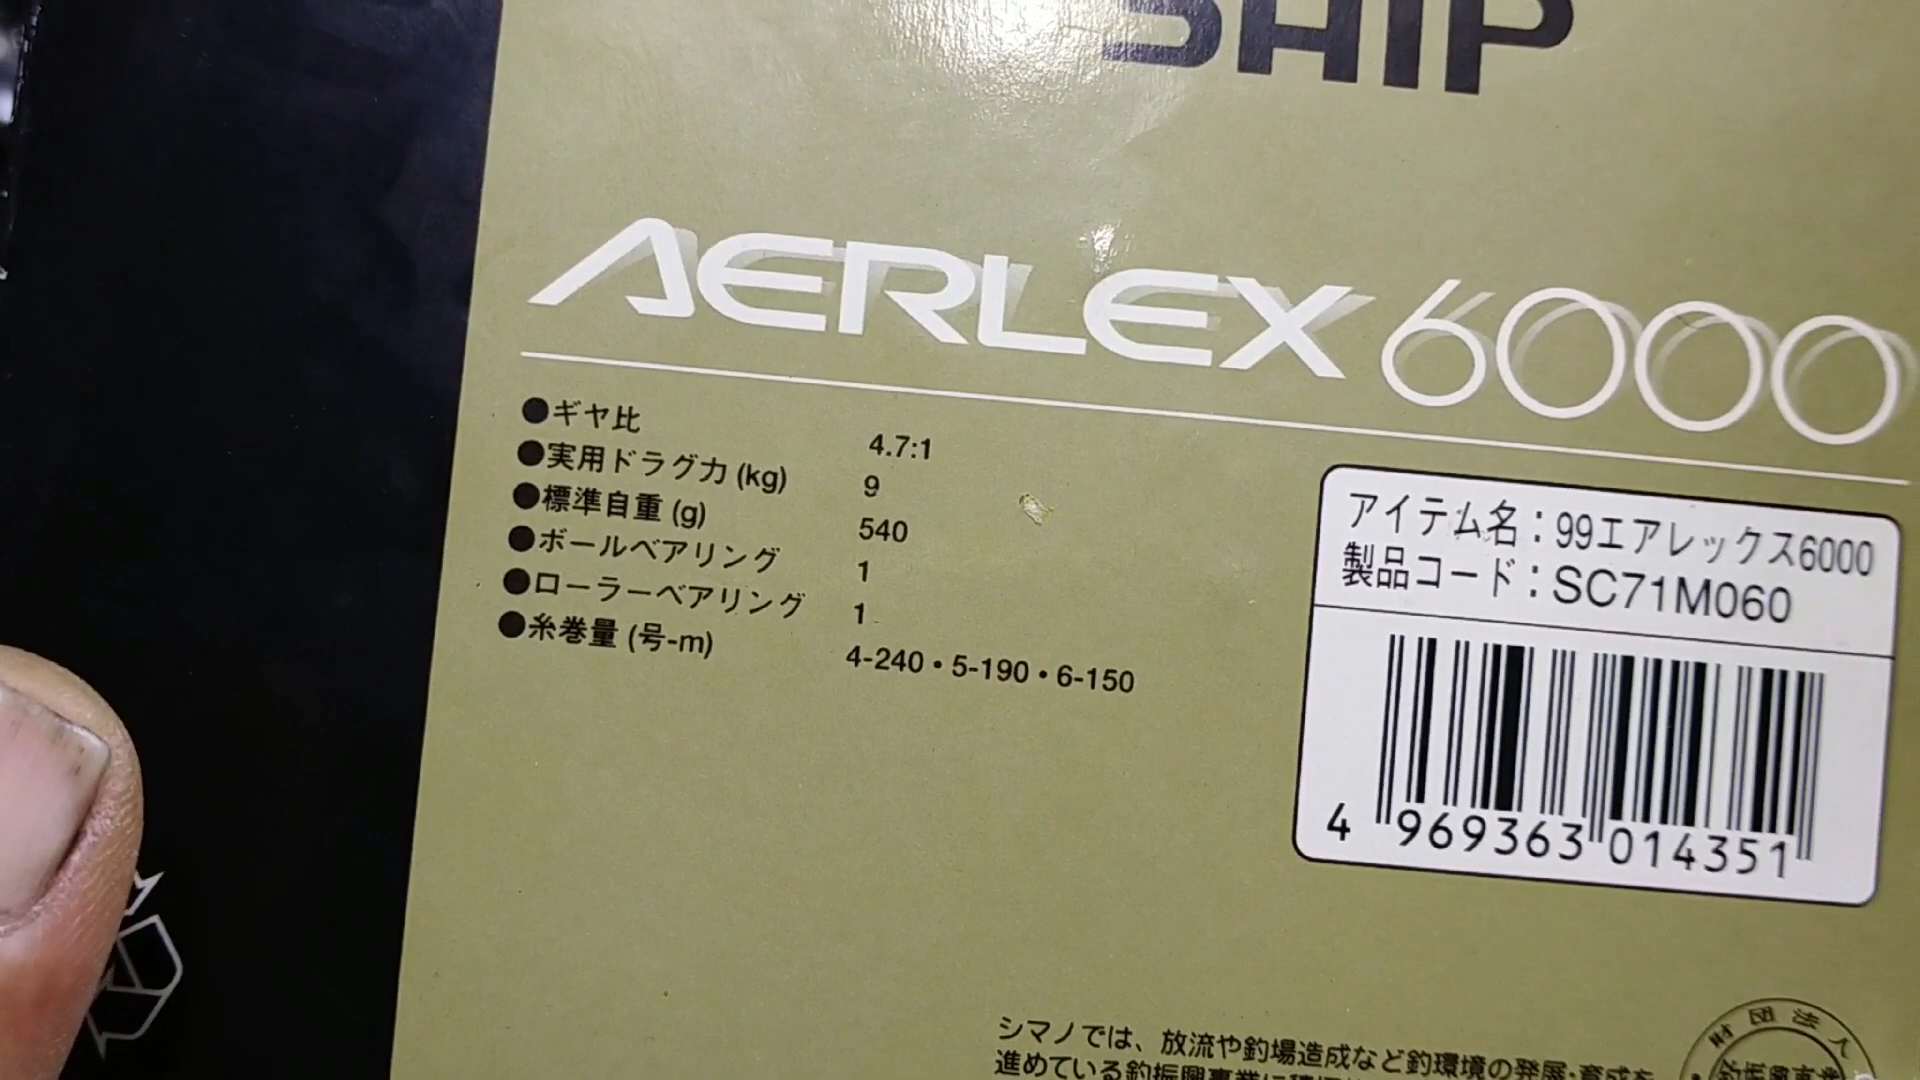 SHIP
AERLEX 6000
●ギヤ比 4.7:1
●実用ドラグ力(kg) 9
●標準自重(g) 540
●ボールベアリング 1
●ローラーベアリング 1
●糸巻量(号-m) 4-240・5-190・6-150
アイテム名：99エアレックス6000
製品コード：SC71M060
4 969363 014351
シマノでは、放流や釣場造成など釣環境の発展・育成を
進めている釣振興事業に積極